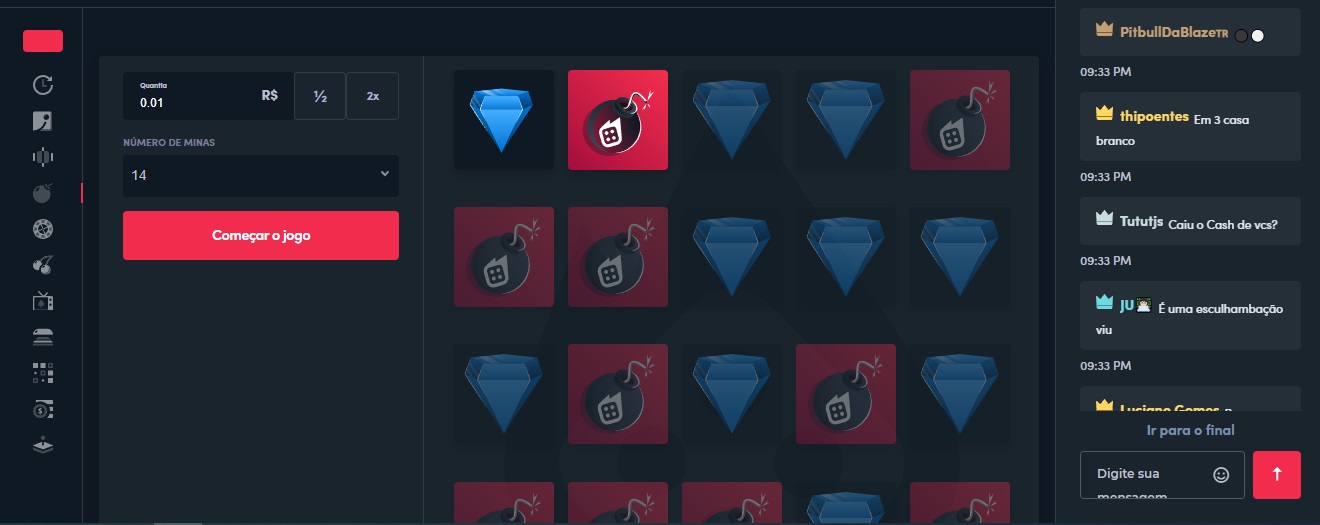 Quantia
0.01
R$
½
2x
NÚMERO DE MINAS
14
Começar o jogo
PitbullDaBlazeTR
09:33 PM
thipoentes Em 3 casa
branco
09:33 PM
Tututjs Caiu o Cash de vcs?
09:33 PM
JU É uma esculhambação
viu
09:33 PM
Luciano Gomes
Ir para o final
Digite sua
mensagem